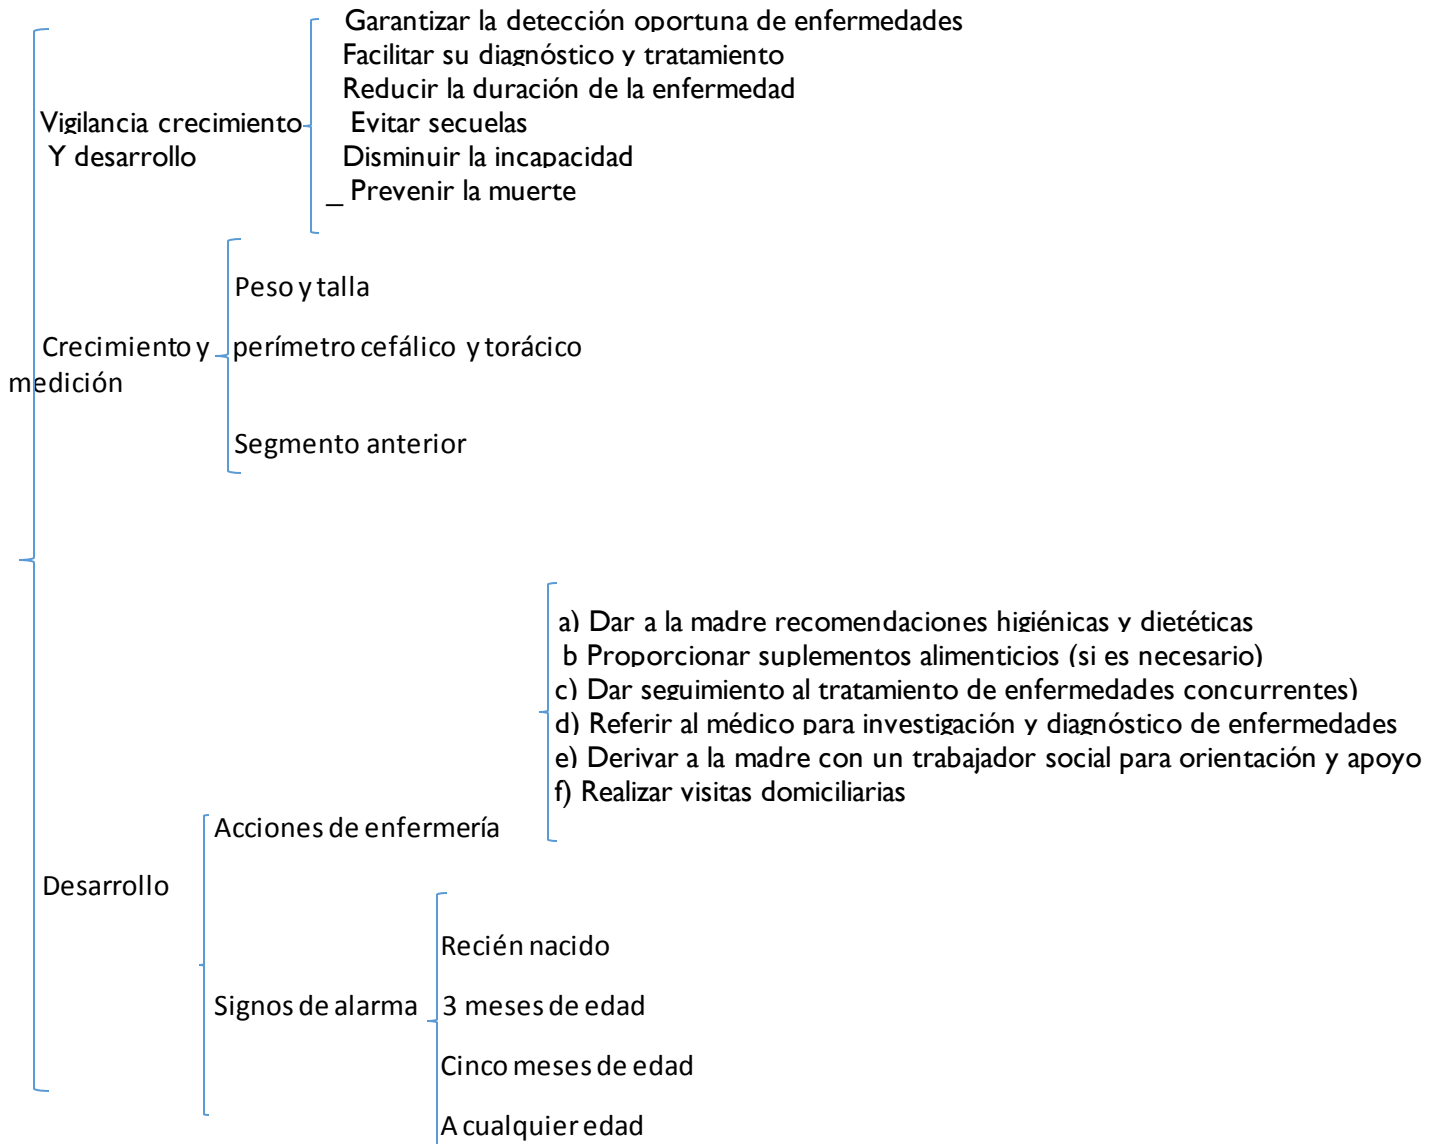 Garantizar la detección oportuna de enfermedades
Facilitar su diagnóstico y tratamiento
Reducir la duración de la enfermedad
Vigilancia crecimiento
Y desarrollo
Evitar secuelas
Disminuir la incapacidad
_ Prevenir la muerte
Peso y talla
Crecimiento y
medición
perímetro cefálico y torácico
Segmento anterior
a) Dar a la madre recomendaciones higiénicas y dietéticas
b Proporcionar suplementos alimenticios (si es necesario)
c) Dar seguimiento al tratamiento de enfermedades concurrentes)
d) Referir al médico para investigación y diagnóstico de enfermedades
e) Derivar a la madre con un trabajador social para orientación y apoyo
f) Realizar visitas domiciliarias
Acciones de enfermería
Desarrollo
Recién nacido
Signos de alarma
3 meses de edad
Cinco meses de edad
A cualquier edad